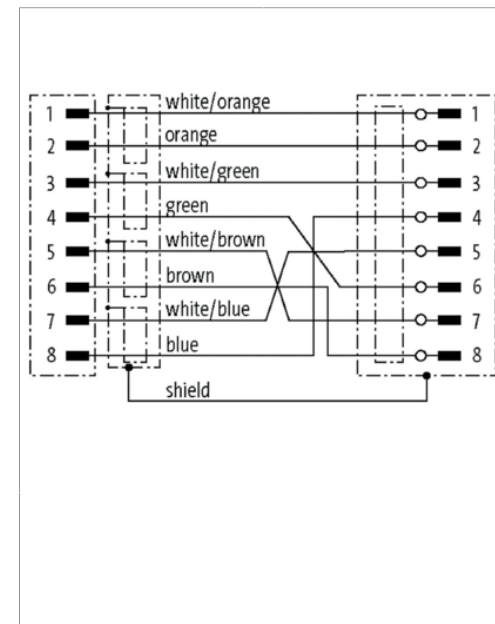 1 white/orange 1
2 orange 2
3 white/green 3
4 green 4
5 white/brown 5
6 brown 6
7 white/blue 7
8 blue 8
shield